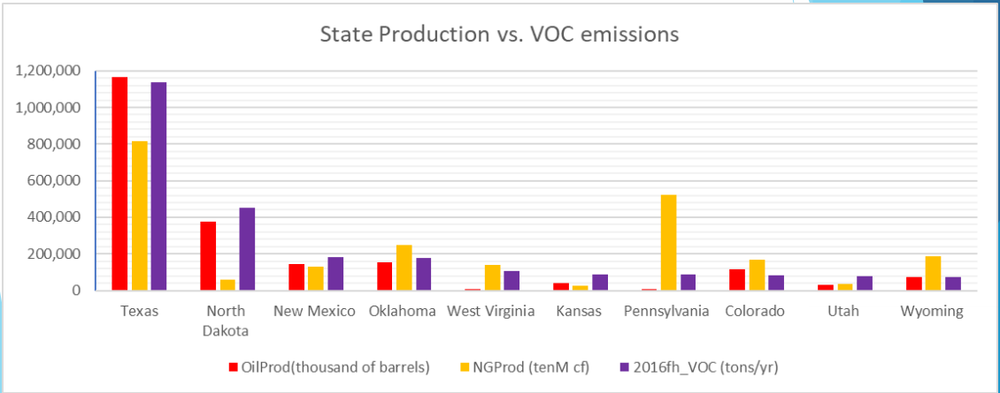 State Production vs. VOC emissions
1,200,000
1,000,000
800,000
600,000
400,000
200,000
0
Texas
North
Dakota
New Mexico
Oklahoma
West Virginia
Kansas
Pennsylvania
Colorado
Utah
Wyoming
OilProd(thousand of barrels)
NGProd (tenM cf)
2016fh_VOC (tons/yr)